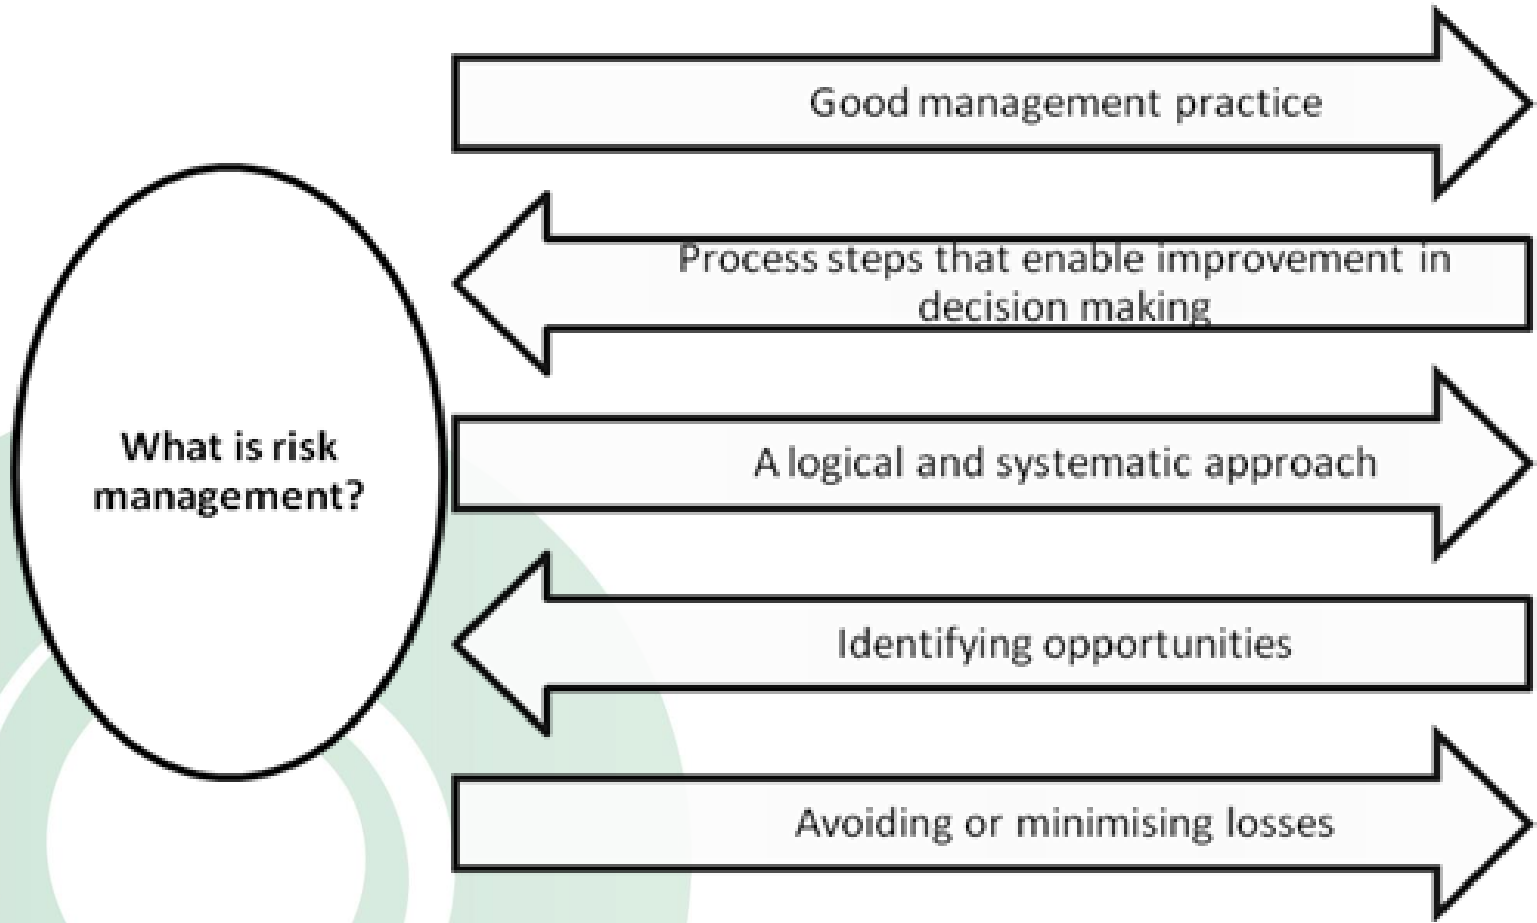 Good management practice
Process steps that enable improvement in
decision making
What is risk
management?
A logical and systematic approach
Identifying opportunities
Avoiding or minimising losses